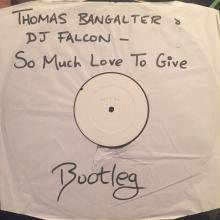 THOMAS BANGALTER &
DJ FALCON -
SO MUCH LOVE TO GIVE
Bootleg